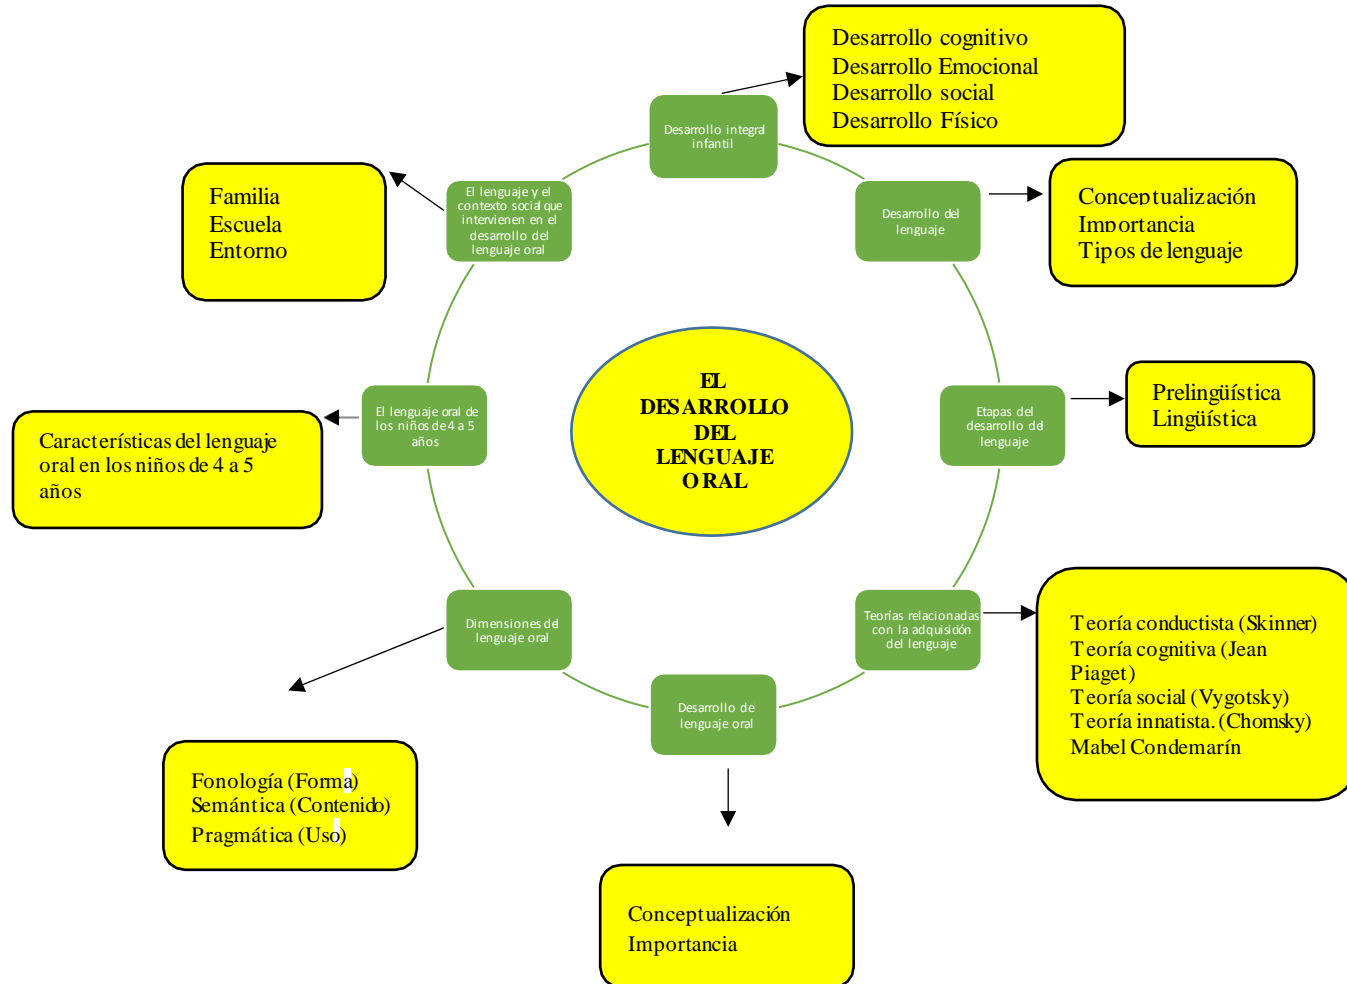 Desarrollo cognitivo
Desarrollo Emocional
Desarrollo social
Desarrollo Físico
Desarrollo integral
infantil
Familia
Escuela
Entorno
El lenguaje y el
contexto social que
intervienen en el
desarrollo del
lenguaje oral
Desarrollo del
lenguaje
Conceptualización
Importancia
Tipos de lenguaje
EL
DESARROLLO
DEL
LENGUAJE
ORAL
Etapas del
desarrollo del
lenguaje
Prelingüística
Lingüística
El lenguaje oral de
los niños de 4 a 5
años
Características del lenguaje
oral en los niños de 4 a 5
años
Teorías relacionadas
con la adquisición
del lenguaje
Teoría conductista (Skinner)
Teoría cognitiva (Jean
Piaget)
Teoría social (Vygotsky)
Teoría innatista. (Chomsky)
Mabel Condemarín
Dimensiones del
lenguaje oral
Desarrollo de
lenguaje oral
Fonología (Forma)
Semántica (Contenido)
Pragmática (Uso)
Conceptualización
Importancia